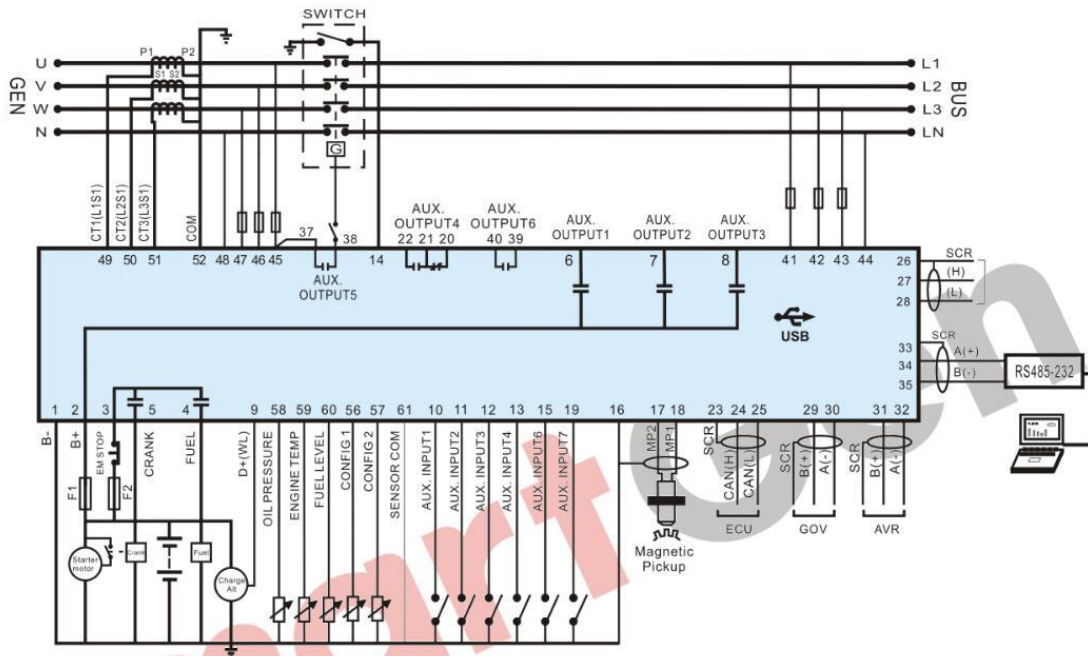 SWITCH
P1 P2
S1 S2
GEN
U
V
W
N
L1
L2
L3
LN
BUS
G
CT1(L1S1)
CT2(L2S1)
CT3(L3S1)
COM
37
38
AUX. OUTPUT4
22 21 20
AUX. OUTPUT6
40 39
AUX. OUTPUT1
AUX. OUTPUT2
AUX. OUTPUT3
49 50 51 52 48 47 46 45
14
6
7
8
41 42 43 44
AUX. OUTPUT5
USB
26
27
28
SCR
(H)
(L)
33
34
35
SCR
A(+)
B(-)
RS485-232
1 2 3 5 4 9 58 59 60 56 57 61 10 11 12 13 15 19 16 17 18 23 24 25 29 30 31 32
B-
B+
EM STOP
CRANK
FUEL
D+(WL)
OIL PRESSURE
ENGINE TEMP
FUEL LEVEL
CONFIG 1
CONFIG 2
SENSOR COM
AUX. INPUT1
AUX. INPUT2
AUX. INPUT3
AUX. INPUT4
AUX. INPUT6
AUX. INPUT7
MP2
MP1
SCR
CAN(H)
CAN(L)
SCR
B(+)
A(-)
SCR
B(+)
A(-)
F1
F2
Starter motor
Crank
Fuel
Charge Alt
Magnetic Pickup
ECU
GOV
AVR